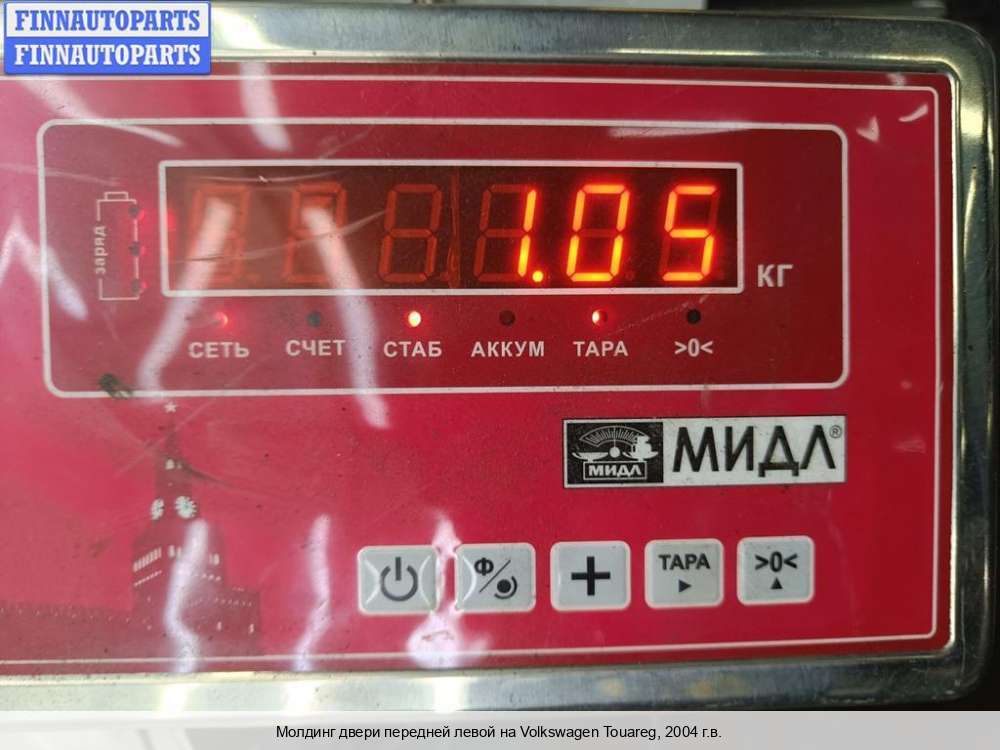 FINNAUTOPARTS
FINNAUTOPARTS
заряд
1.05
КГ
СЕТЬ СЧЕТ СТАБ АККУМ ТАРА >0<
МИДЛ МИДЛ®
Ф ТАРА >0<
Молдинг двери передней левой на Volkswagen Touareg, 2004 г.в.